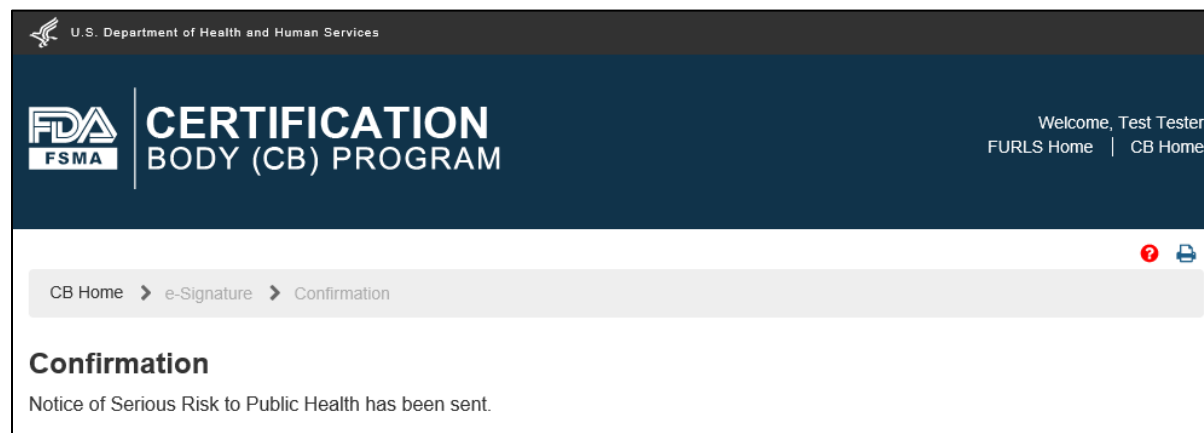 U.S. Department of Health and Human Services
FDA
FSMA
CERTIFICATION
BODY (CB) PROGRAM
Welcome, Test Tester
FURLS Home | CB Home
?
CB Home > e-Signature > Confirmation
Confirmation
Notice of Serious Risk to Public Health has been sent.